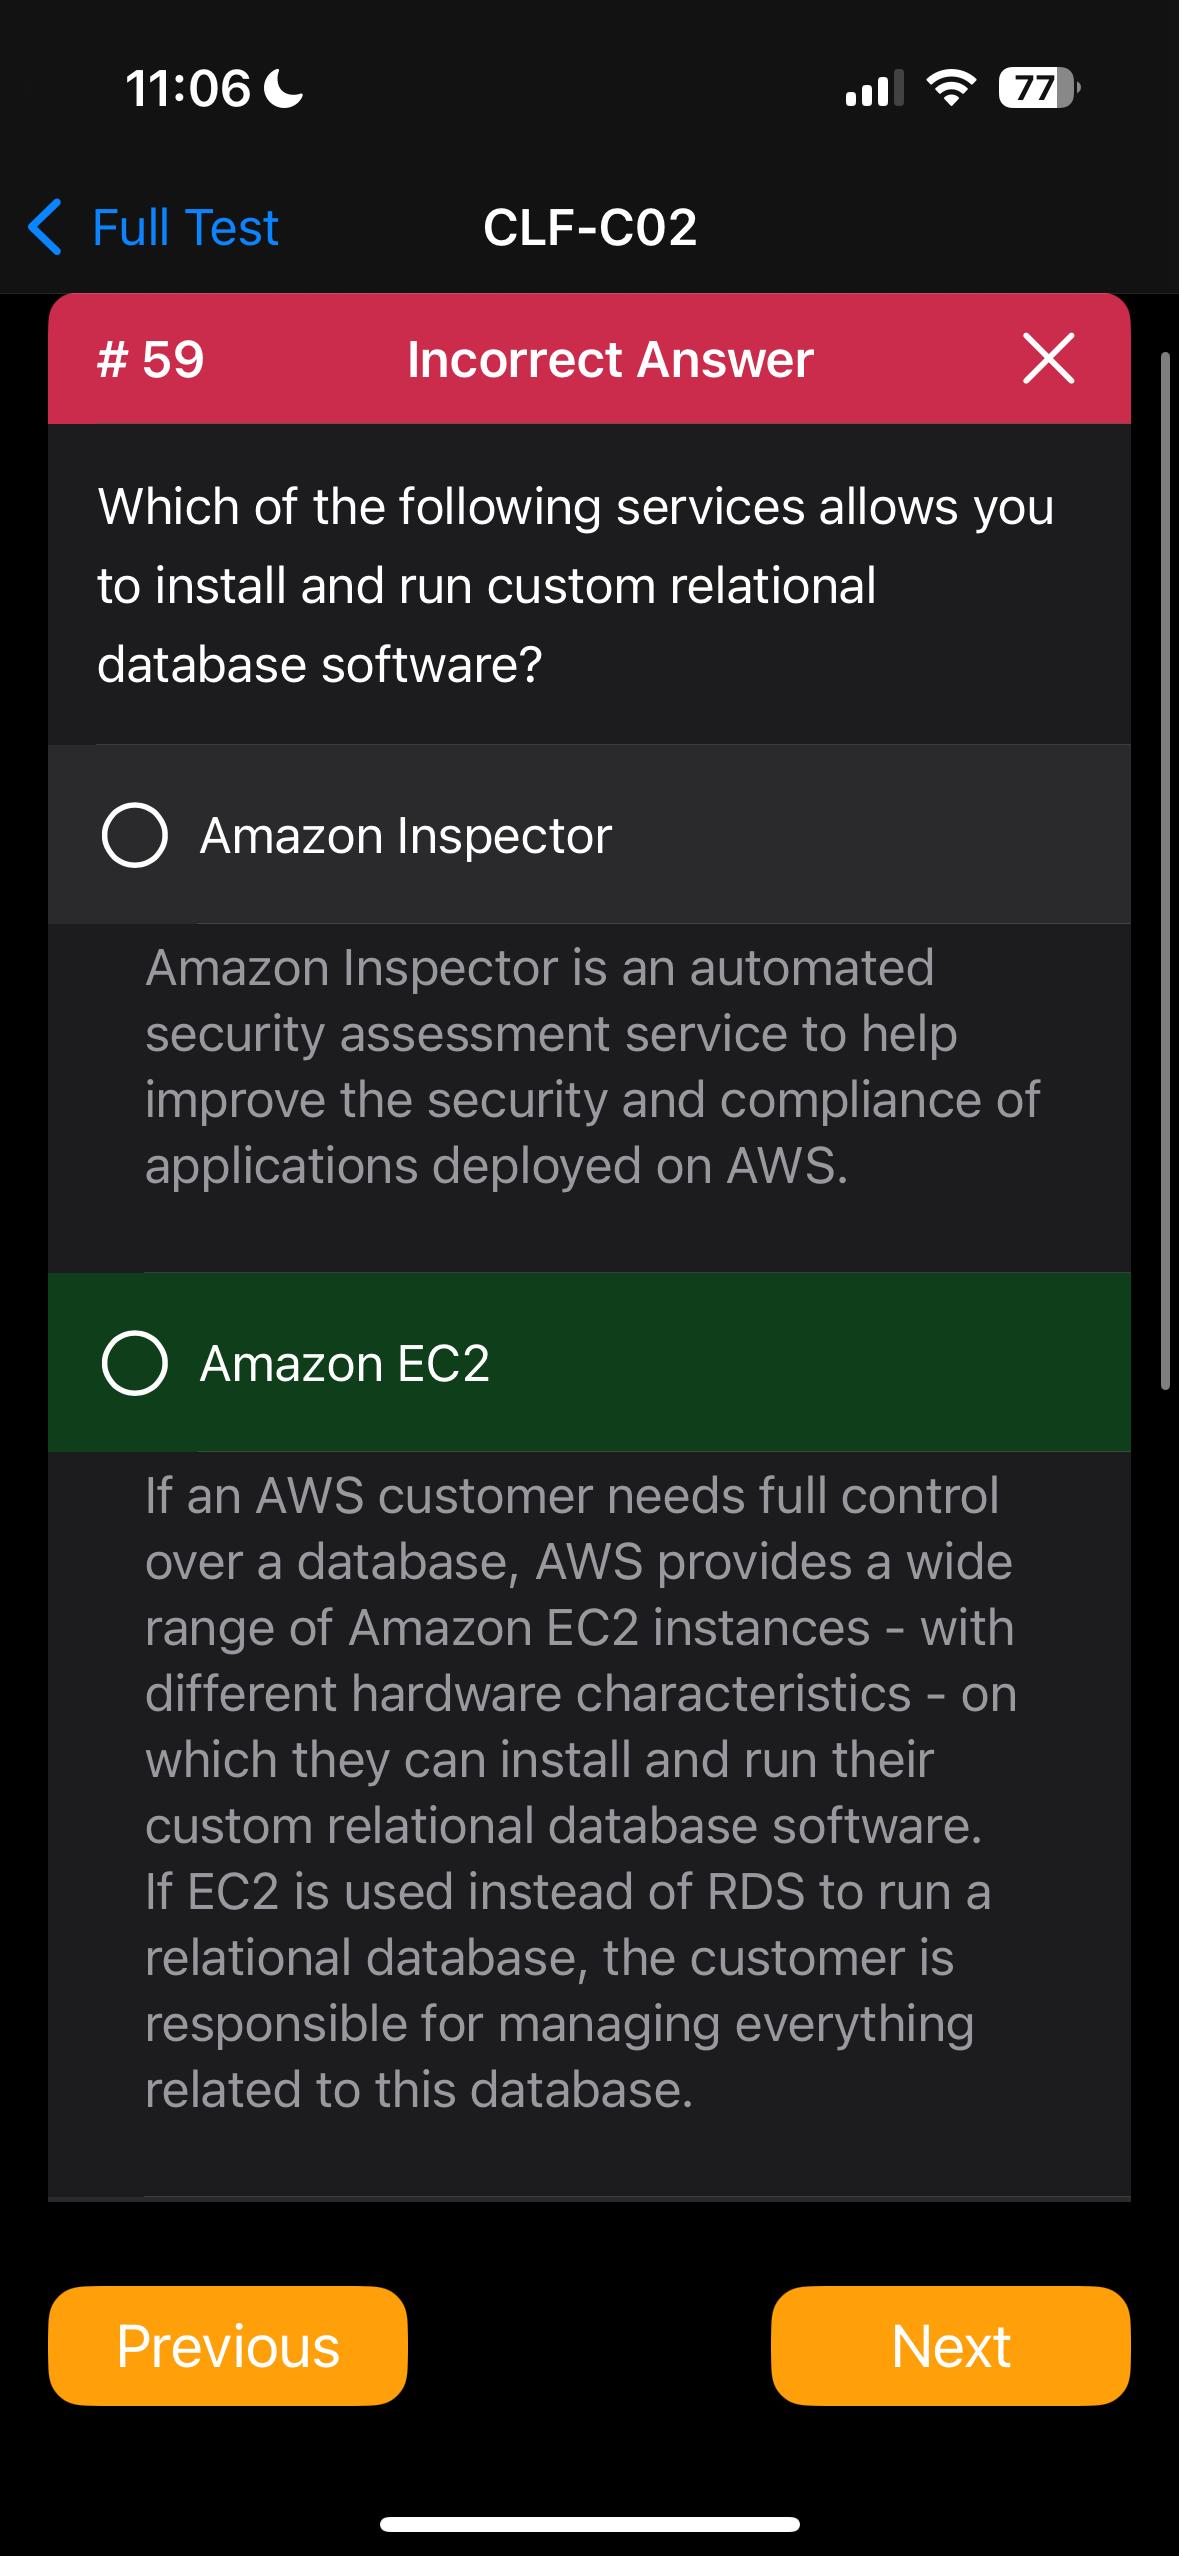 11:06
77
Full Test
CLF-C02
# 59
Incorrect Answer
Which of the following services allows you
to install and run custom relational
database software?
Amazon Inspector
Amazon Inspector is an automated
security assessment service to help
improve the security and compliance of
applications deployed on AWS.
Amazon EC2
If an AWS customer needs full control
over a database, AWS provides a wide
range of Amazon EC2 instances - with
different hardware characteristics - on
which they can install and run their
custom relational database software.
If EC2 is used instead of RDS to run a
relational database, the customer is
responsible for managing everything
related to this database.
Previous
Next